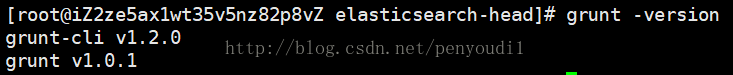 [root@iZ2ze5ax1wt35v5nz82p8vZ elasticsearch-head]# grunt -version
grunt-cli v1.2.0
grunt v1.0.1
http://blog.csdn.net/penyoudi1